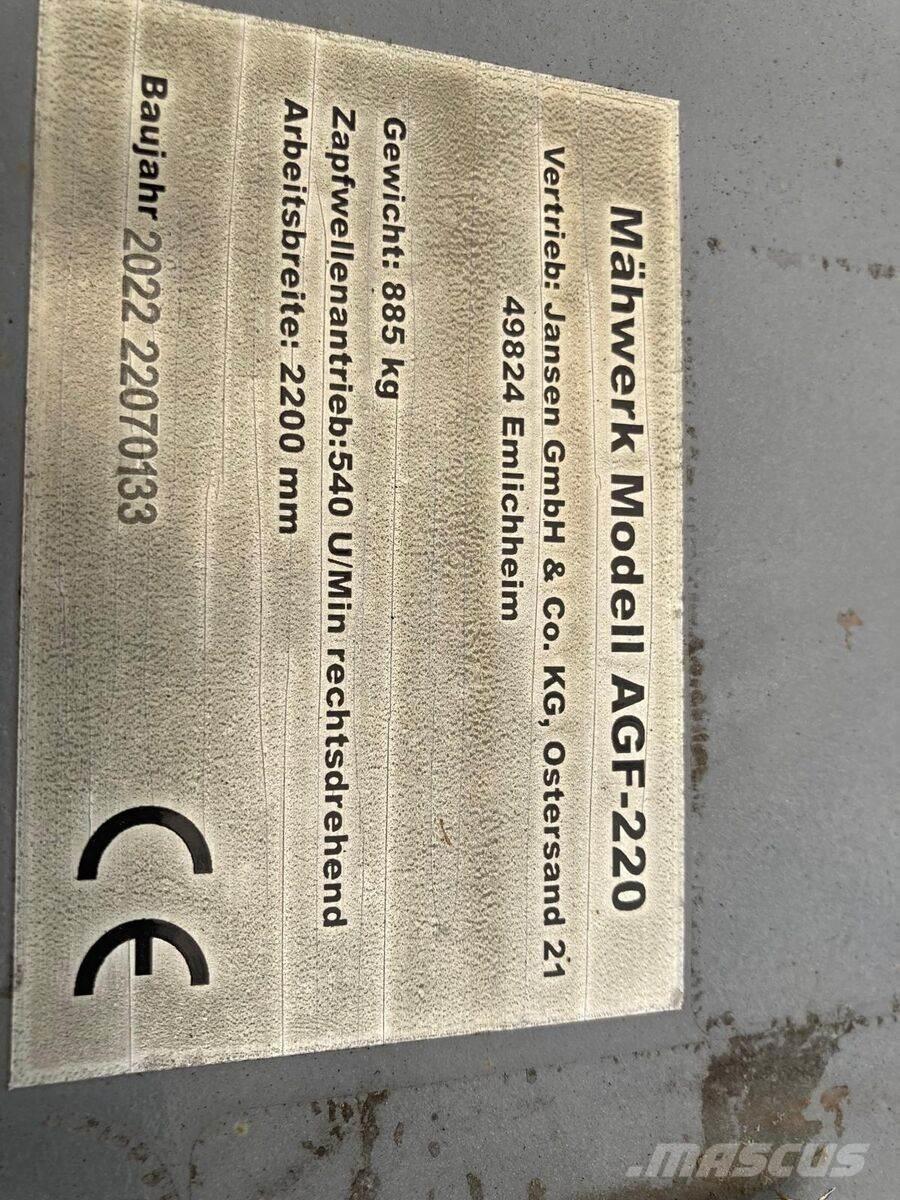 Mähwerk Modell AGF-220
Vertrieb: Jansen GmbH & Co. KG, Ostersand 21
49824 Emlichheim
Gewicht: 885 kg
Zapfwellenantrieb:540 U/Min rechtsdrehend
Arbeitsbreite: 2200 mm
Baujahr 2022 22070133
CE
.MASCUS